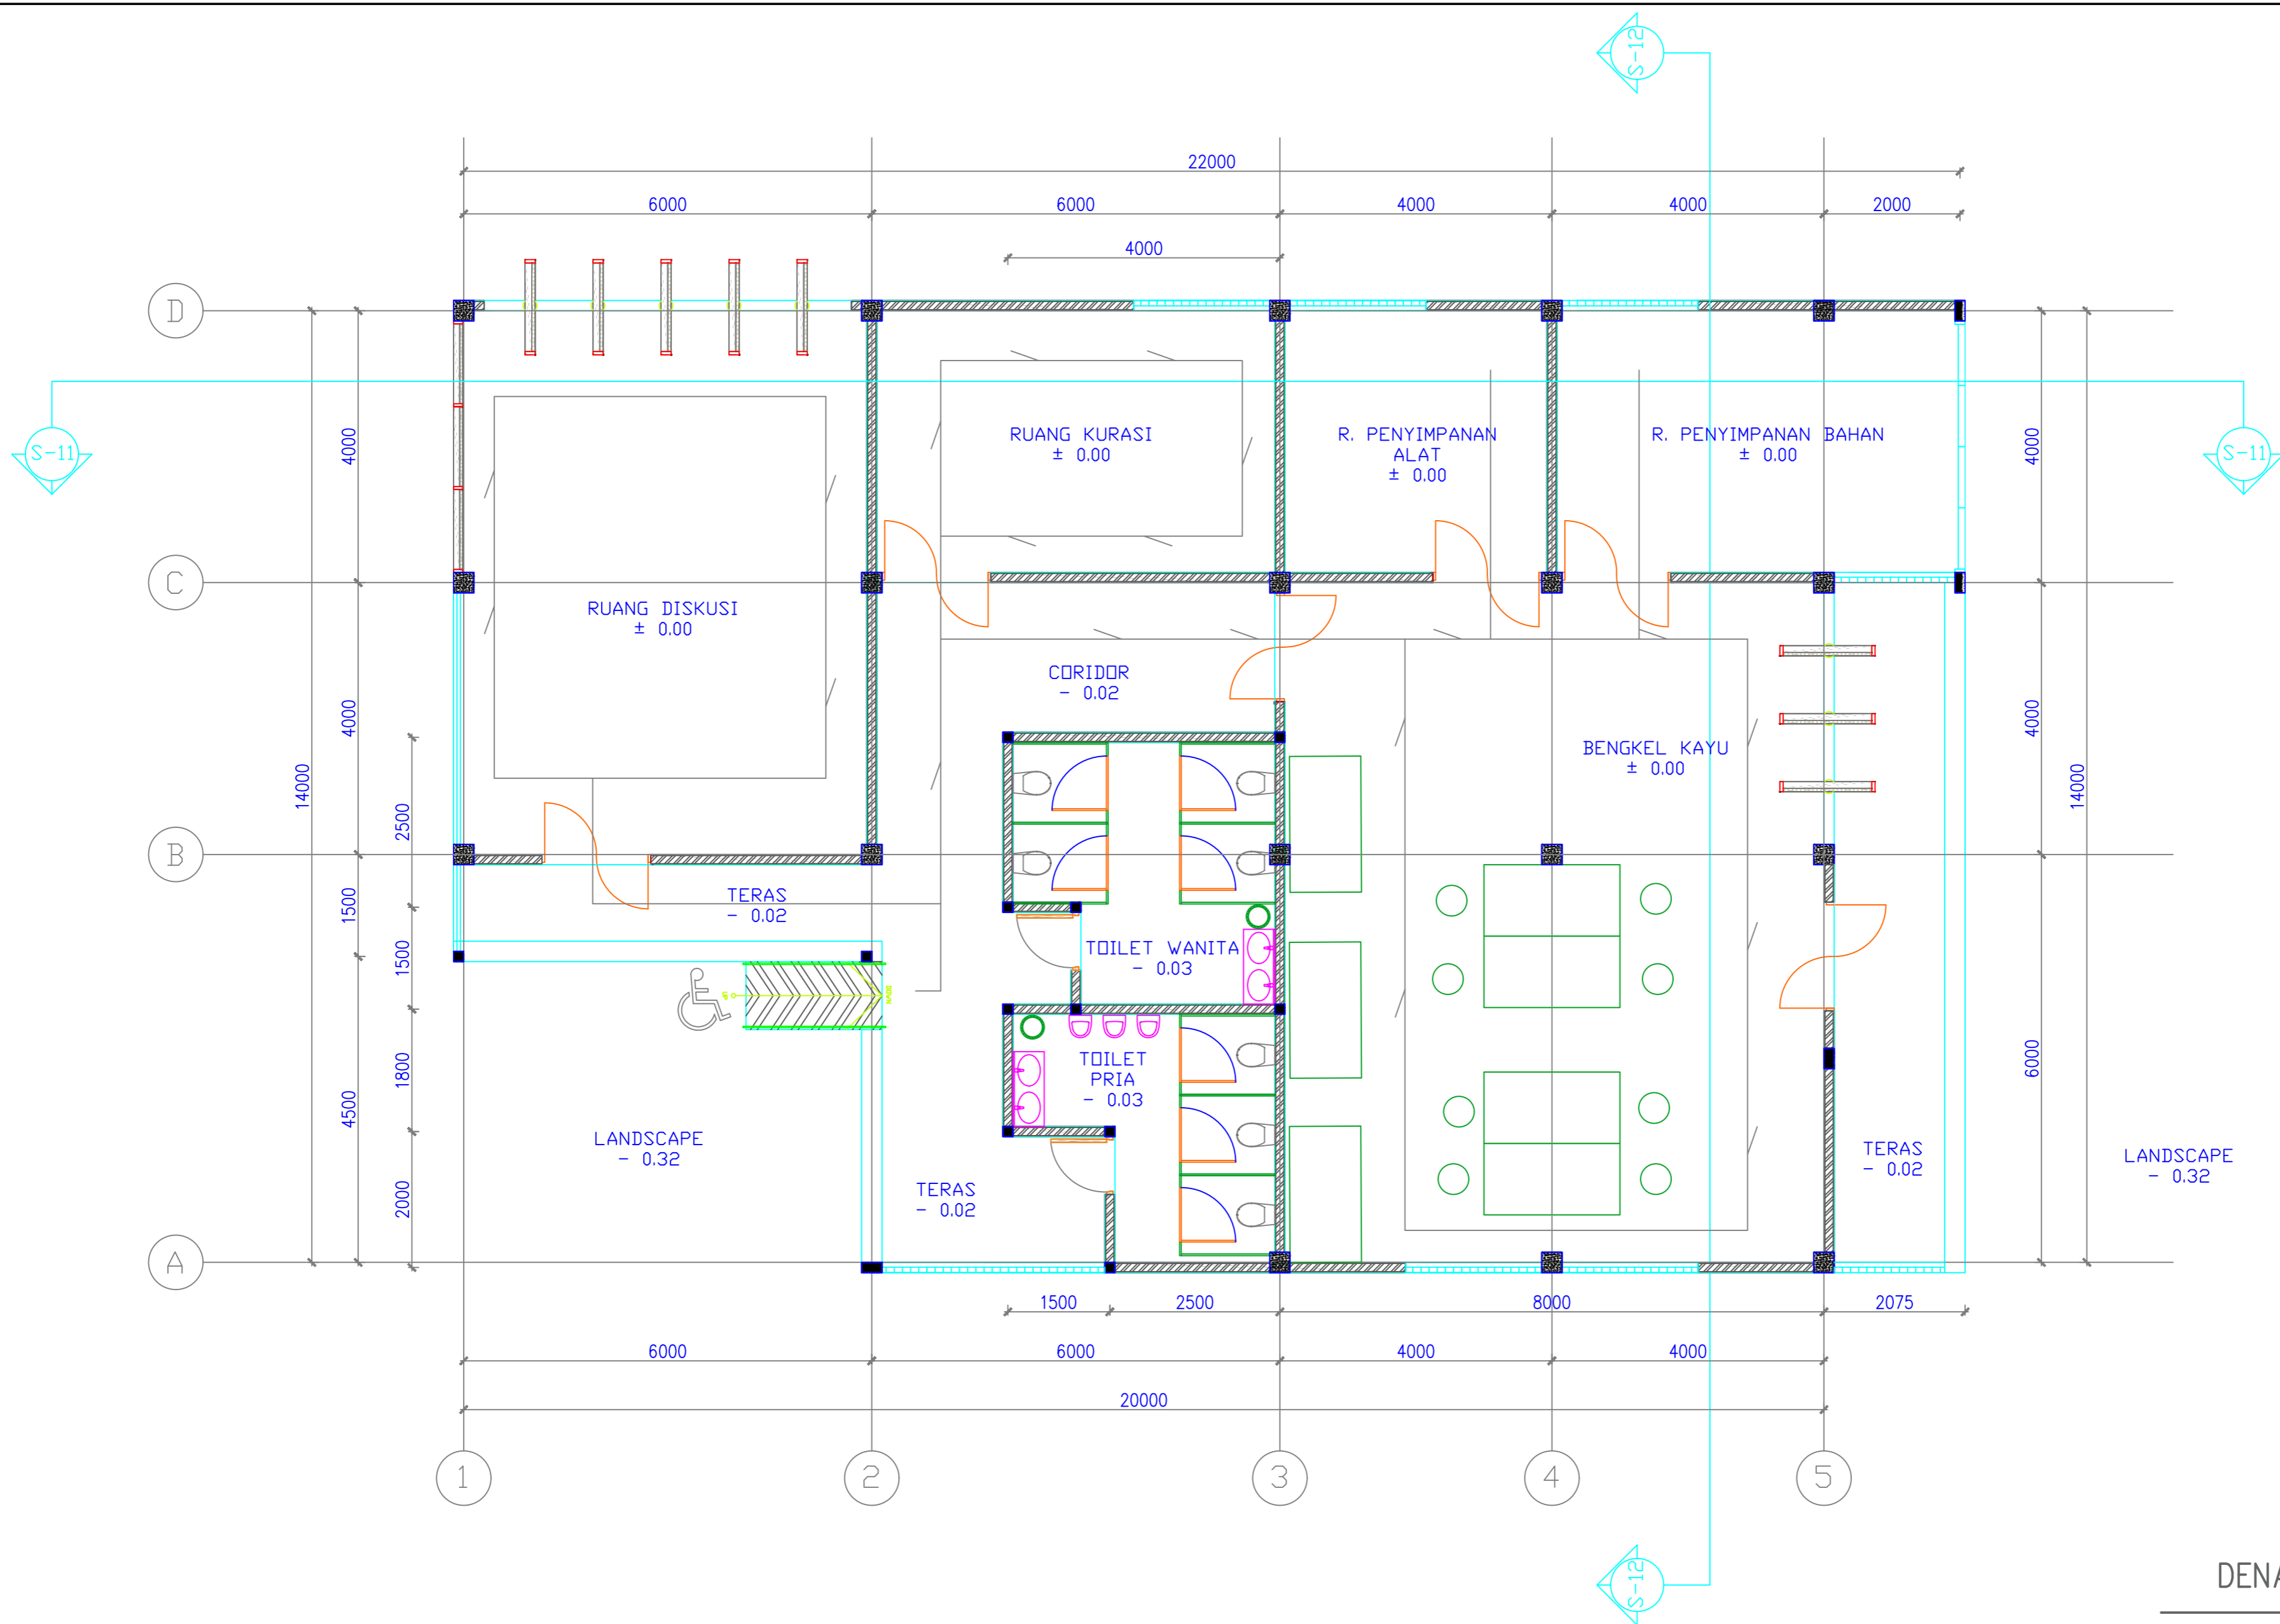 S-12
22000
6000
6000
4000
4000
2000
4000
D
RUANG KURASI
± 0.00
R. PENYIMPANAN
ALAT
± 0.00
R. PENYIMPANAN BAHAN
± 0.00
S-11
S-11
4000
4000
C
RUANG DISKUSI
± 0.00
CORIDOR
- 0.02
BENGKEL KAYU
± 0.00
4000
4000
14000
14000
2500
B
TERAS
- 0.02
1500
1500
TOILET WANITA
- 0.03
UP
DOWN
TOILET
PRIA
- 0.03
1800
4500
6000
LANDSCAPE
- 0.32
TERAS
- 0.02
LANDSCAPE
- 0.32
TERAS
- 0.02
2000
A
1500
2500
8000
2075
6000
6000
4000
4000
20000
1
2
3
4
5
S-12